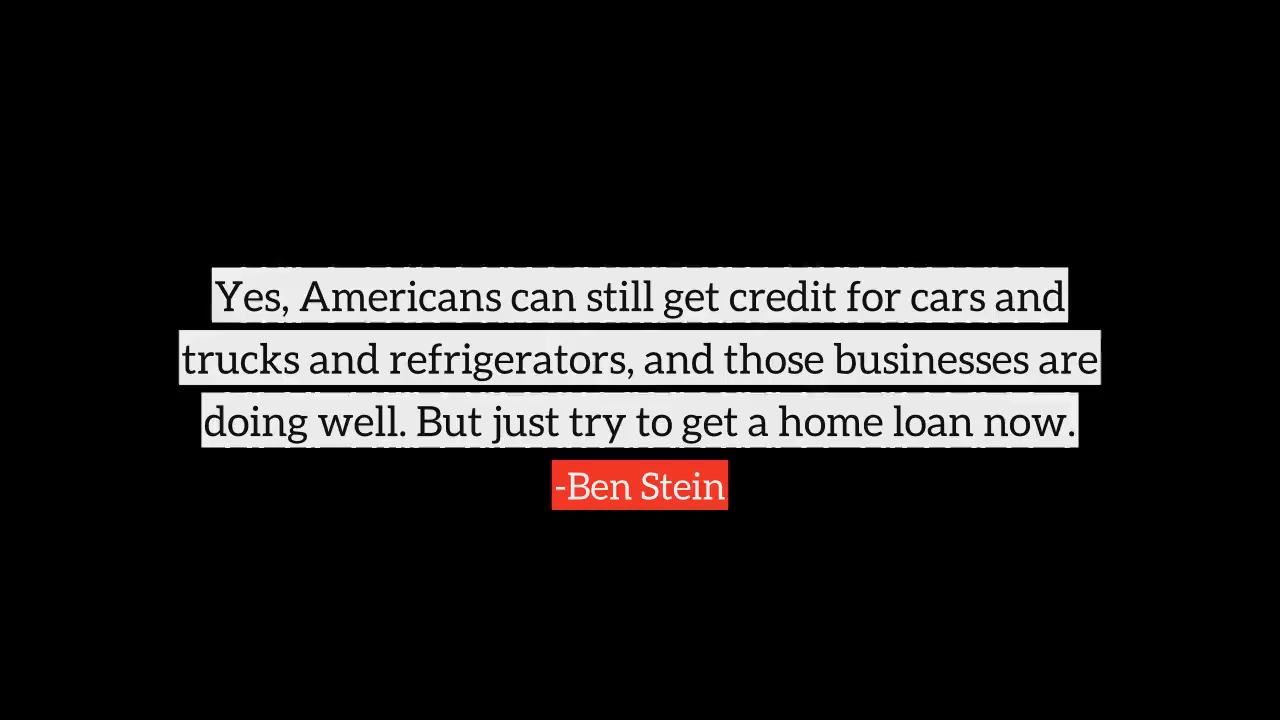 Yes, Americans can still get credit for cars and
trucks and refrigerators, and those businesses are
doing well. But just try to get a home loan now.
-Ben Stein